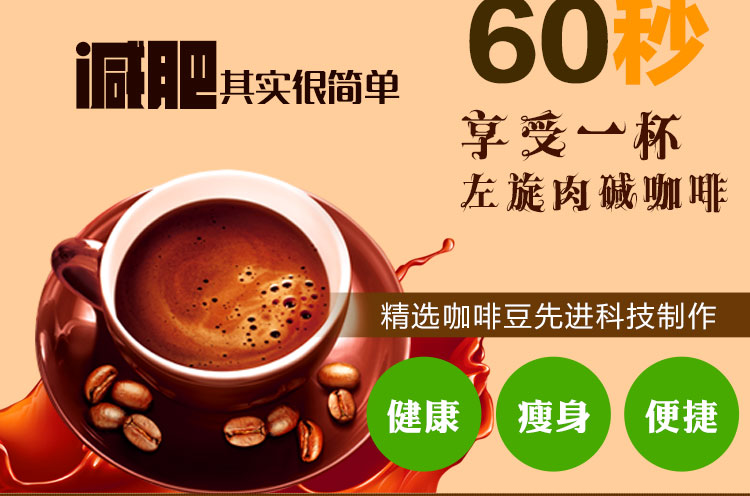 减肥其实很简单
60秒
享受一杯
左旋肉碱咖啡
精选咖啡豆先进科技制作
健康
瘦身
便捷